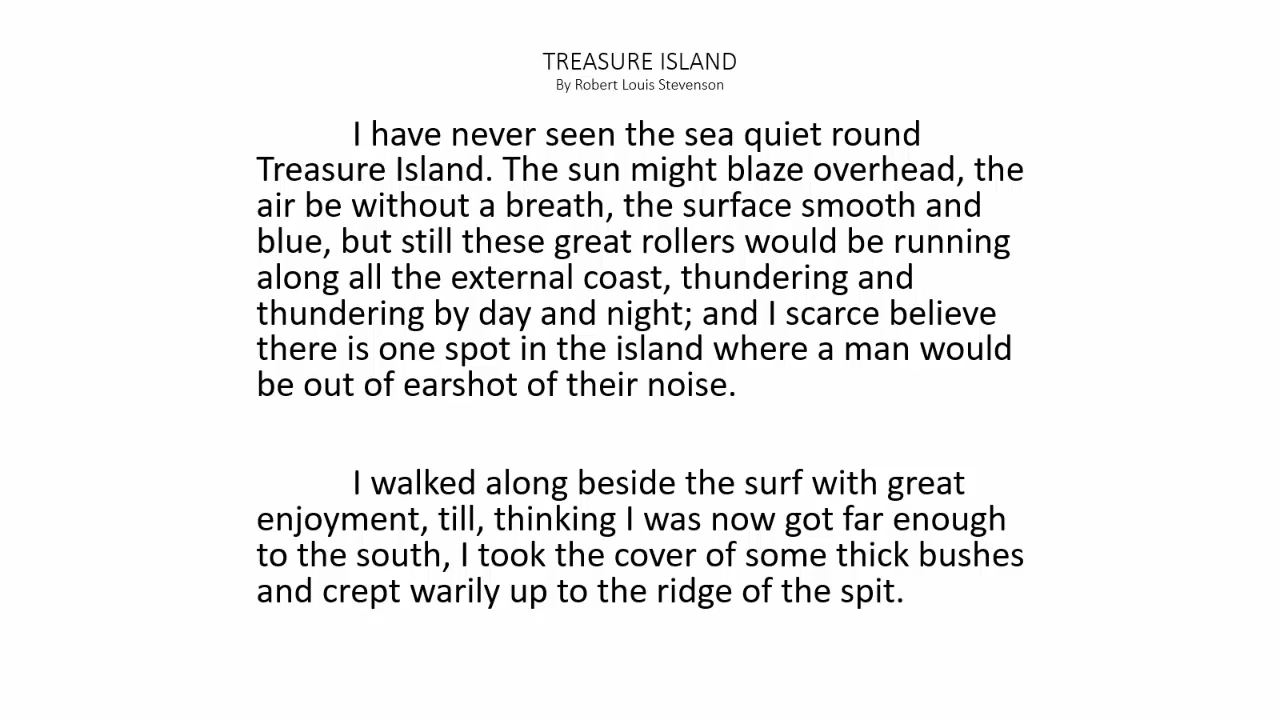 TREASURE ISLAND
By Robert Louis Stevenson
I have never seen the sea quiet round
Treasure Island. The sun might blaze overhead, the
air be without a breath, the surface smooth and
blue, but still these great rollers would be running
along all the external coast, thundering and
thundering by day and night; and I scarce believe
there is one spot in the island where a man would
be out of earshot of their noise.
I walked along beside the surf with great
enjoyment, till, thinking I was now got far enough
to the south, I took the cover of some thick bushes
and crept warily up to the ridge of the spit.